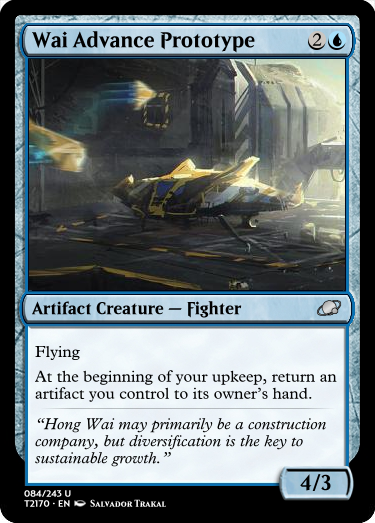 Wai Advance Prototype 2
Artifact Creature — Fighter
Flying
At the beginning of your upkeep, return an
artifact you control to its owner's hand.
“Hong Wai may primarily be a construction
company, but diversification is the key to
sustainable growth.”
4/3
084/243 U
T2170 • EN Salvador Trakal